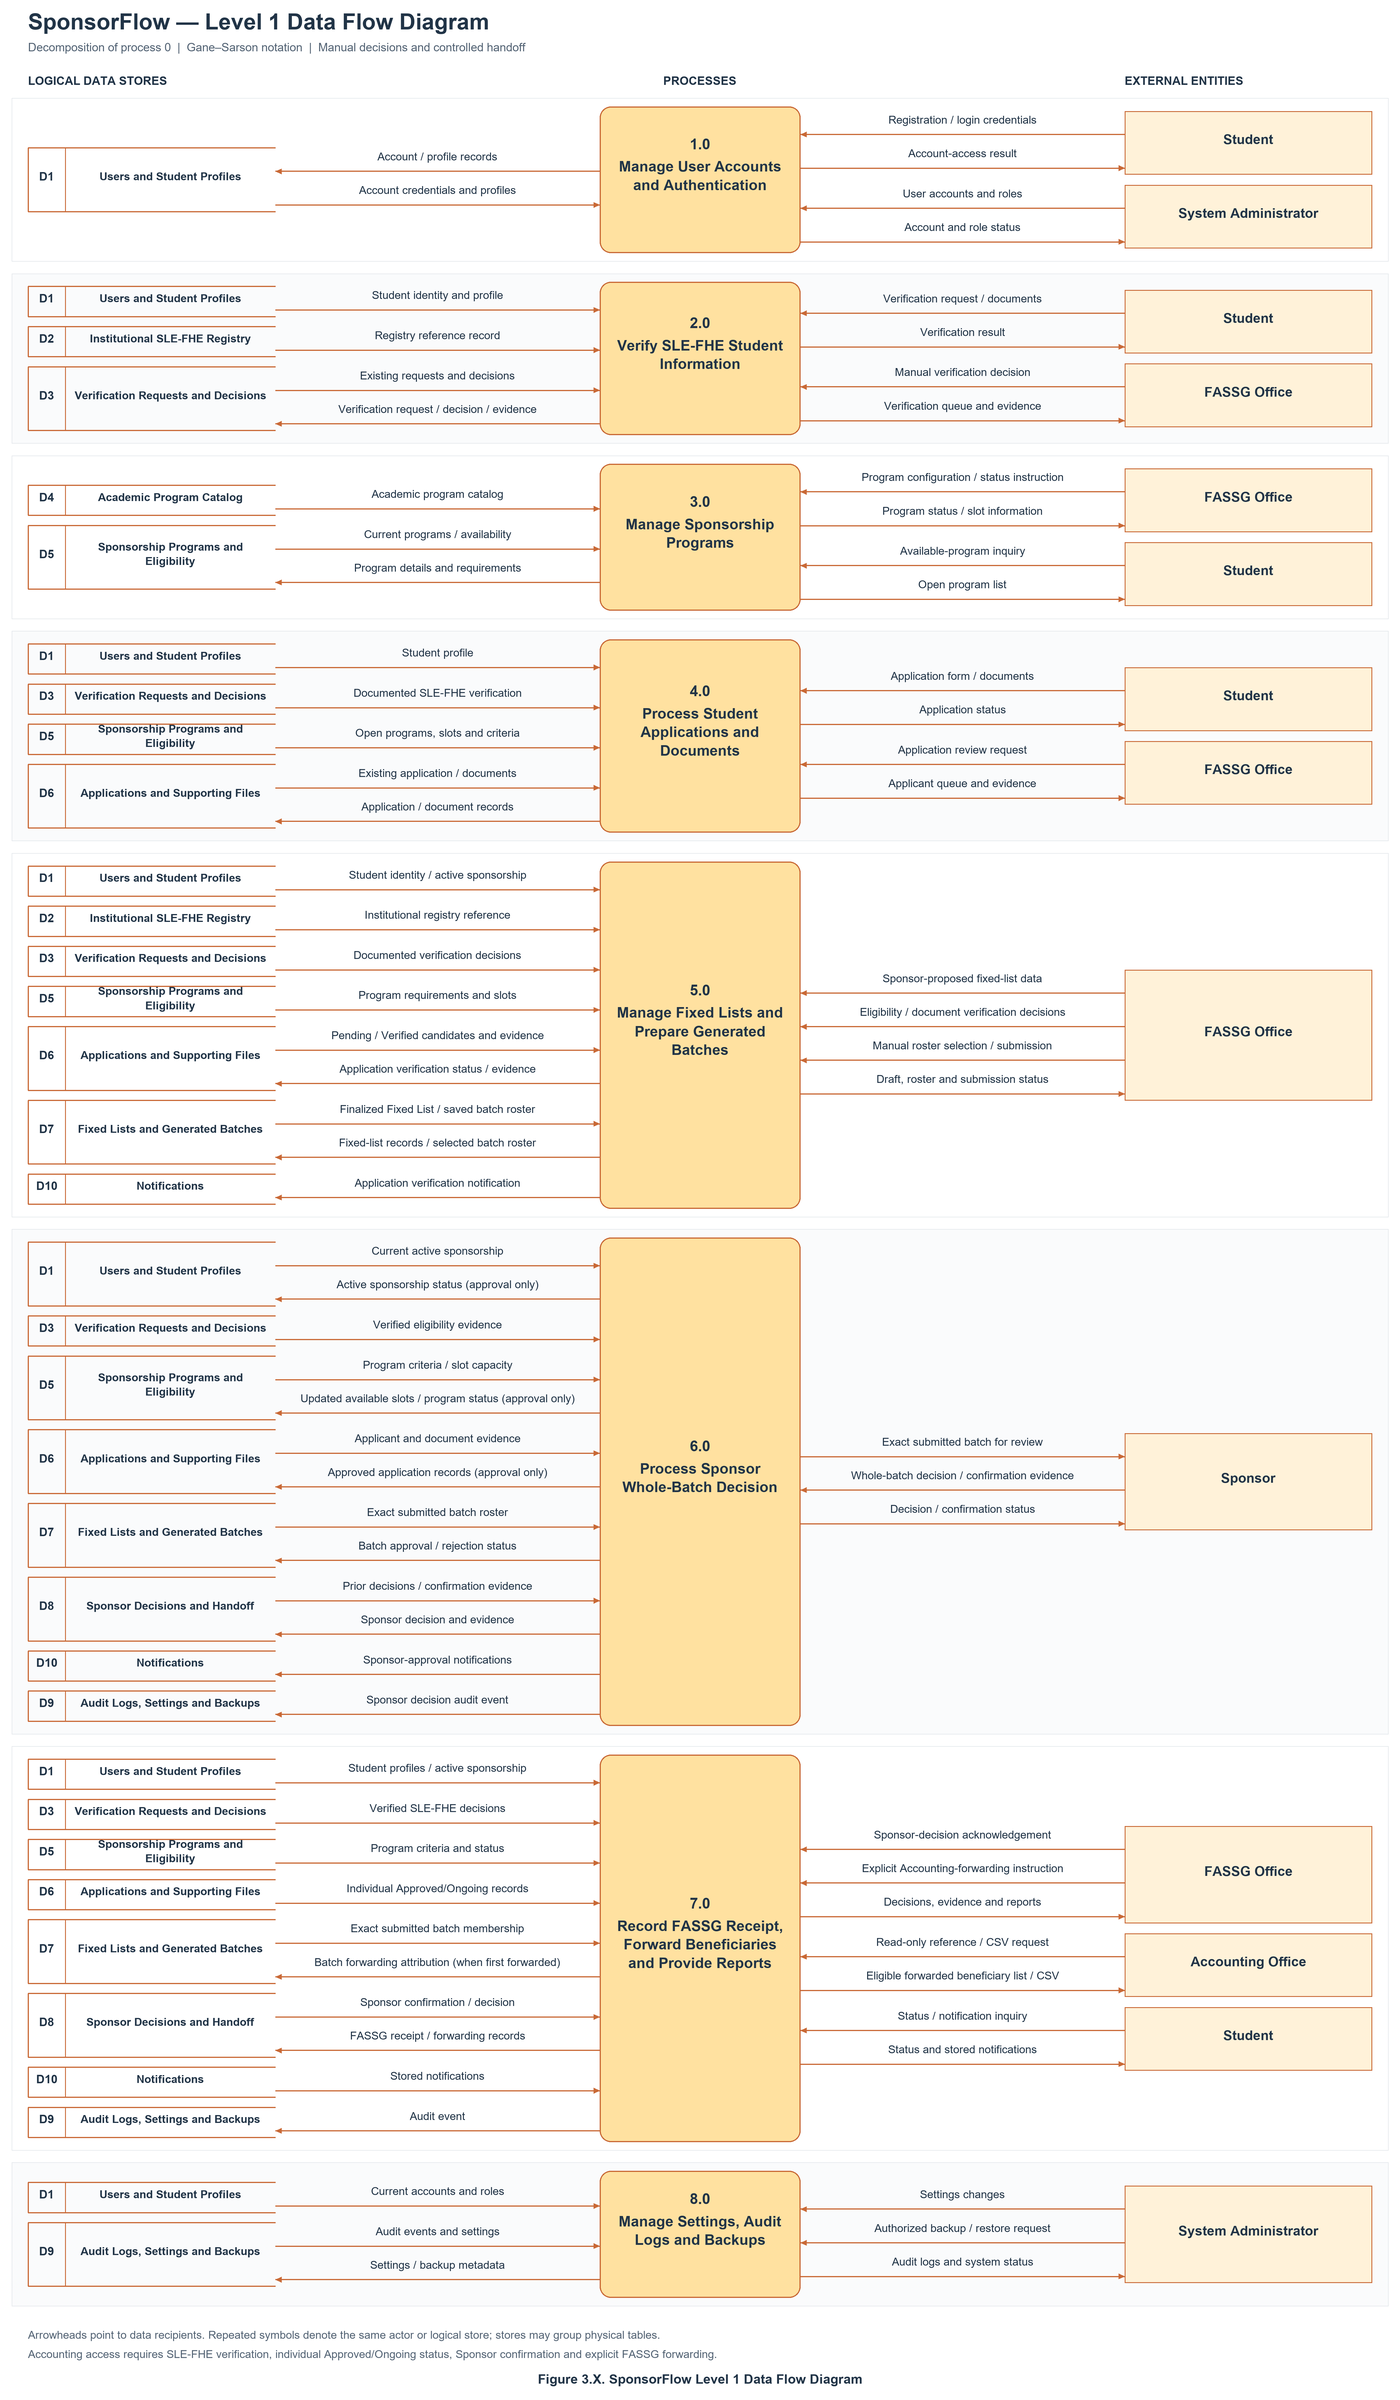 SponsorFlow — Level 1 Data Flow Diagram
Decomposition of process 0 | Gane–Sarson notation | Manual decisions and controlled handoff
LOGICAL DATA STORES
PROCESSES
EXTERNAL ENTITIES
D1
Users and Student Profiles
Account / profile records
Account credentials and profiles
1.0
Manage User Accounts
and Authentication
Registration / login credentials
Account-access result
User accounts and roles
Account and role status
Student
System Administrator
D1
Users and Student Profiles
Student identity and profile
D2
Institutional SLE-FHE Registry
Registry reference record
D3
Verification Requests and Decisions
Existing requests and decisions
Verification request / decision / evidence
2.0
Verify SLE-FHE Student
Information
Verification request / documents
Verification result
Manual verification decision
Verification queue and evidence
Student
FASSG Office
D4
Academic Program Catalog
Academic program catalog
D5
Sponsorship Programs and
Eligibility
Current programs / availability
Program details and requirements
3.0
Manage Sponsorship
Programs
Program configuration / status instruction
Program status / slot information
Available-program inquiry
Open program list
FASSG Office
Student
D1
Users and Student Profiles
Student profile
D3
Verification Requests and Decisions
Documented SLE-FHE verification
D5
Sponsorship Programs and
Eligibility
Open programs, slots and criteria
D6
Applications and Supporting Files
Existing application / documents
Application / document records
4.0
Process Student
Applications and
Documents
Application form / documents
Application status
Application review request
Applicant queue and evidence
Student
FASSG Office
D1
Users and Student Profiles
Student identity / active sponsorship
D2
Institutional SLE-FHE Registry
Institutional registry reference
D3
Verification Requests and Decisions
Documented verification decisions
D5
Sponsorship Programs and
Eligibility
Program requirements and slots
D6
Applications and Supporting Files
Pending / Verified candidates and evidence
Application verification status / evidence
D7
Fixed Lists and Generated Batches
Finalized Fixed List / saved batch roster
Fixed-list records / selected batch roster
D10
Notifications
Application verification notification
5.0
Manage Fixed Lists and
Prepare Generated
Batches
Sponsor-proposed fixed-list data
Eligibility / document verification decisions
Manual roster selection / submission
Draft, roster and submission status
FASSG Office
D1
Users and Student Profiles
Current active sponsorship
Active sponsorship status (approval only)
D3
Verification Requests and Decisions
Verified eligibility evidence
D5
Sponsorship Programs and
Eligibility
Program criteria / slot capacity
Updated available slots / program status (approval only)
D6
Applications and Supporting Files
Applicant and document evidence
Approved application records (approval only)
D7
Fixed Lists and Generated Batches
Exact submitted batch roster
Batch approval / rejection status
D8
Sponsor Decisions and Handoff
Prior decisions / confirmation evidence
Sponsor decision and evidence
D10
Notifications
Sponsor-approval notifications
D9
Audit Logs, Settings and Backups
Sponsor decision audit event
6.0
Process Sponsor
Whole-Batch Decision
Exact submitted batch for review
Whole-batch decision / confirmation evidence
Decision / confirmation status
Sponsor
D1
Users and Student Profiles
Student profiles / active sponsorship
D3
Verification Requests and Decisions
Verified SLE-FHE decisions
D5
Sponsorship Programs and
Eligibility
Program criteria and status
D6
Applications and Supporting Files
Individual Approved/Ongoing records
D7
Fixed Lists and Generated Batches
Exact submitted batch membership
Batch forwarding attribution (when first forwarded)
D8
Sponsor Decisions and Handoff
Sponsor confirmation / decision
FASSG receipt / forwarding records
D10
Notifications
Stored notifications
D9
Audit Logs, Settings and Backups
Audit event
7.0
Record FASSG Receipt,
Forward Beneficiaries
and Provide Reports
Sponsor-decision acknowledgement
Explicit Accounting-forwarding instruction
Decisions, evidence and reports
Read-only reference / CSV request
Eligible forwarded beneficiary list / CSV
Status / notification inquiry
Status and stored notifications
FASSG Office
Accounting Office
Student
D1
Users and Student Profiles
Current accounts and roles
D9
Audit Logs, Settings and Backups
Audit events and settings
Settings / backup metadata
8.0
Manage Settings, Audit
Logs and Backups
Settings changes
Authorized backup / restore request
Audit logs and system status
System Administrator
Arrowheads point to data recipients. Repeated symbols denote the same actor or logical store; stores may group physical tables.
Accounting access requires SLE-FHE verification, individual Approved/Ongoing status, Sponsor confirmation and explicit FASSG forwarding.
Figure 3.X. SponsorFlow Level 1 Data Flow Diagram